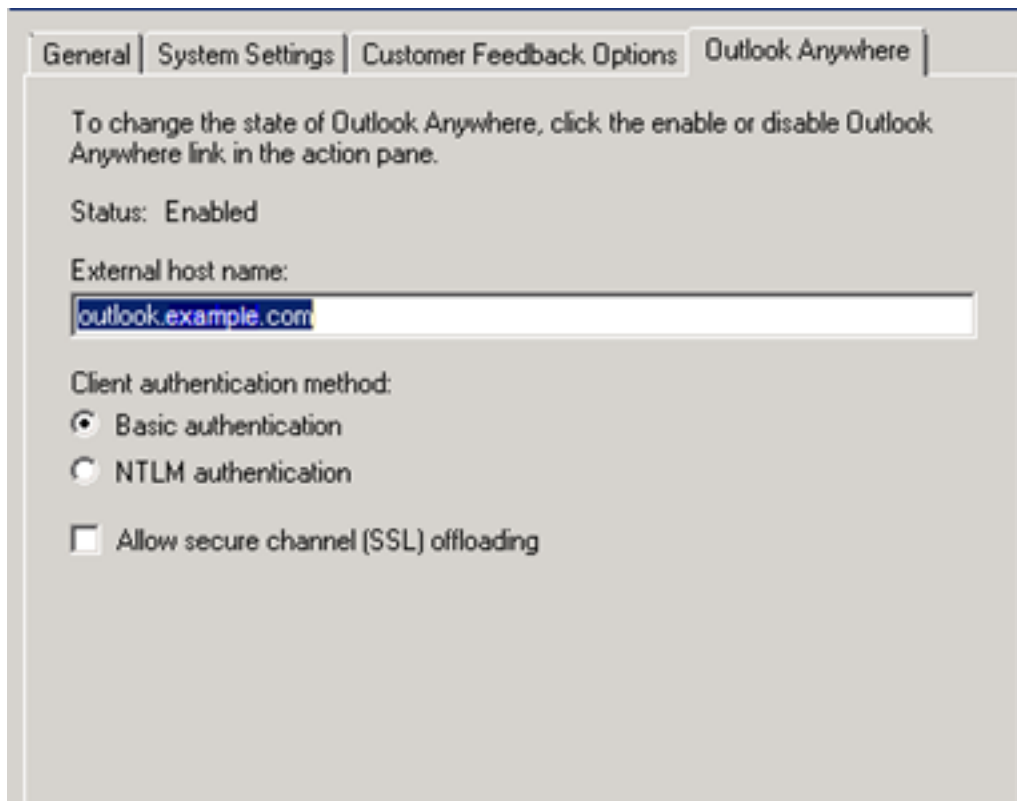 General
System Settings
Customer Feedback Options
Outlook Anywhere
To change the state of Outlook Anywhere, click the enable or disable Outlook
Anywhere link in the action pane.
Status: Enabled
External host name:
outlook.example.com
Client authentication method:
Basic authentication
NTLM authentication
Allow secure channel (SSL) offloading